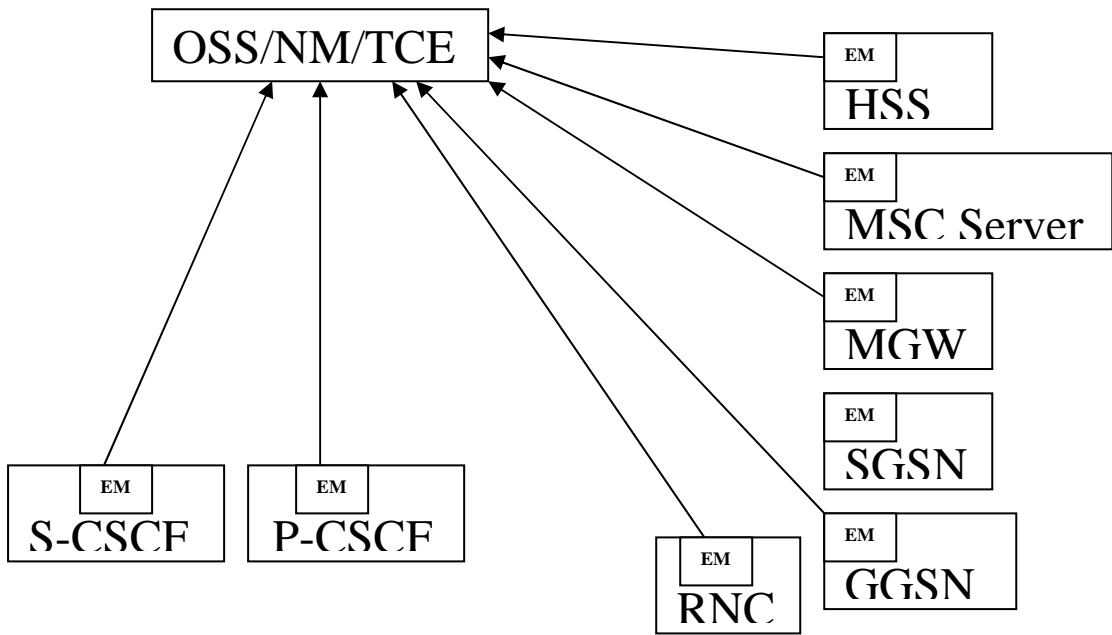 OSS/NM/TCE
EM
HSS
EM
MSC Server
EM
MGW
EM
SGSN
EM
GGSN
EM
S-CSCF
EM
P-CSCF
EM
RNC